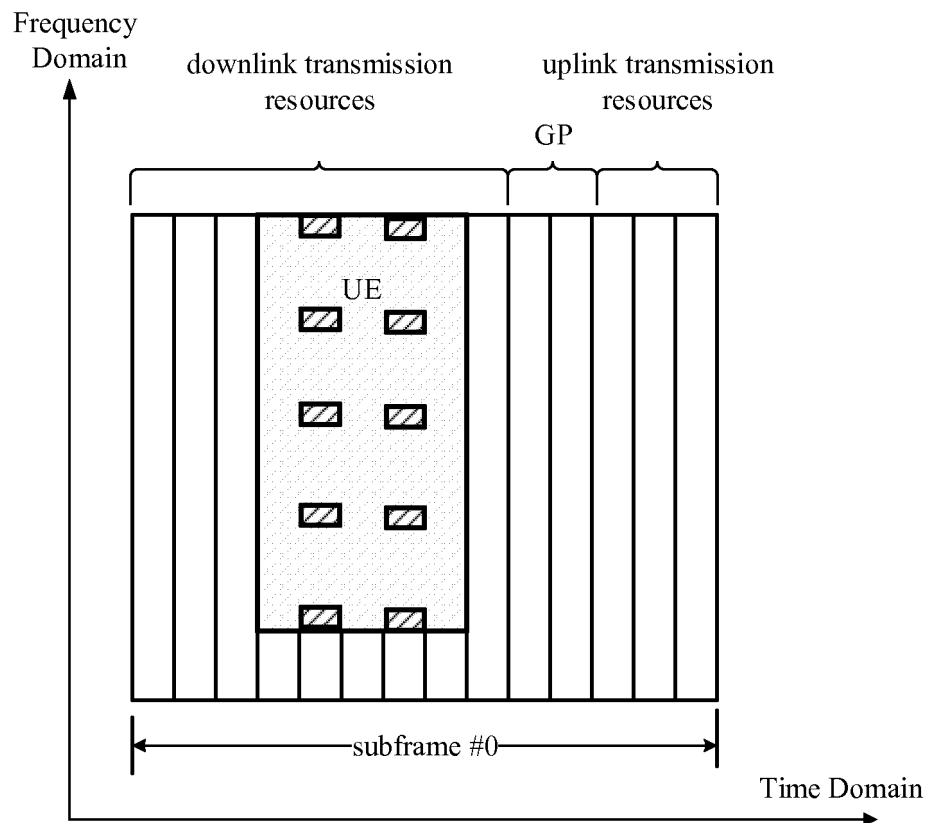 Frequency
Domain
downlink transmission
resources
uplink transmission
resources
GP
UE
subframe #0
Time Domain